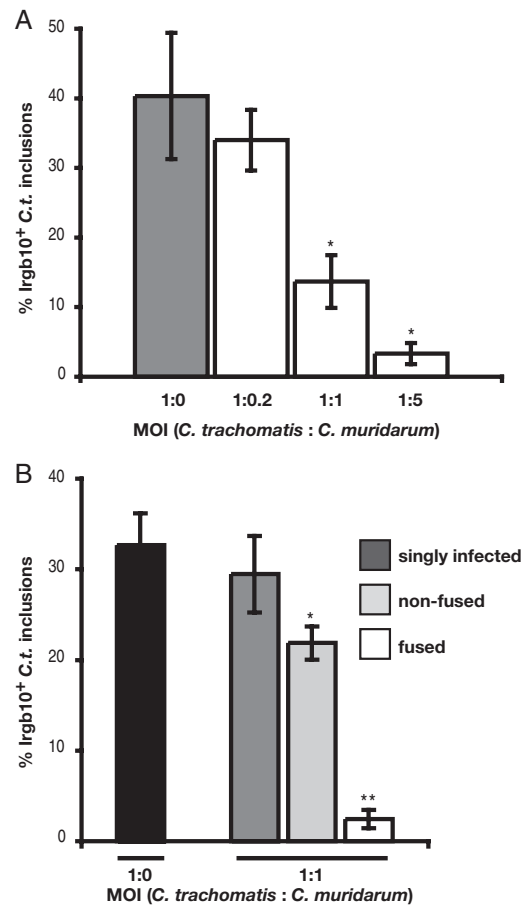 A
% Irgb10+ C.t. inclusions
50
40
30
20
10
0
*
*
1:0 1:0.2 1:1 1:5
MOI (C. trachomatis : C. muridarum)
B
% Irgb10+ C.t. inclusions
40
30
20
10
0
*
**
singly infected
non-fused
fused
1:0 1:1
MOI (C. trachomatis : C. muridarum)